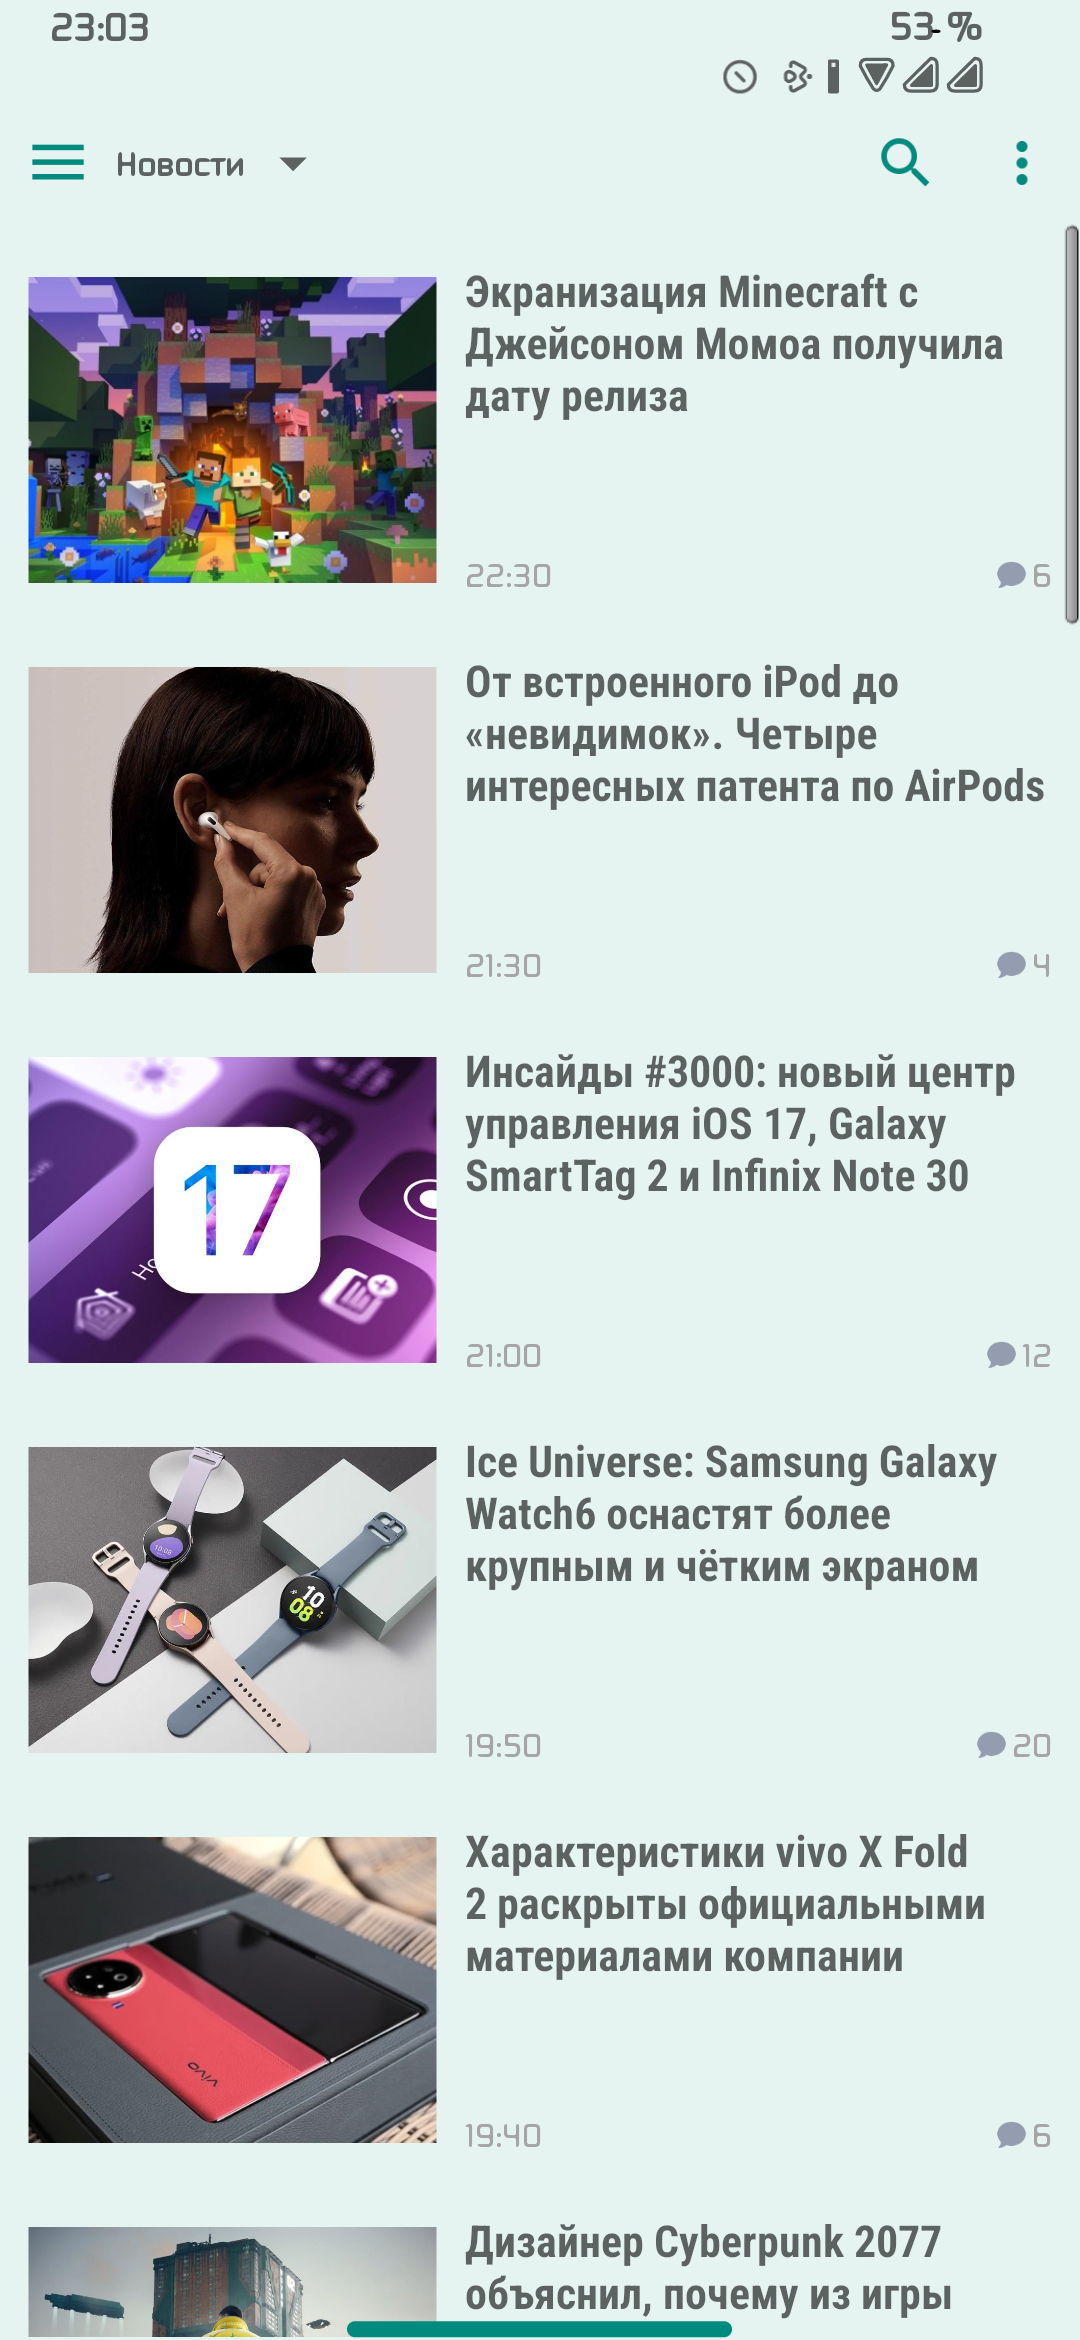 23:03
53 %
Новости
Экранизация Minecraft с
Джейсоном Момоа получила
дату релиза
22:30
6
От встроенного iPod до
«невидимок». Четыре
интересных патента по AirPods
21:30
4
17
Инсайды #3000: новый центр
управления iOS 17, Galaxy
SmartTag 2 и Infinix Note 30
21:00
12
10
08
Ice Universe: Samsung Galaxy
Watch6 оснастят более
крупным и чётким экраном
19:50
20
vivo
Характеристики vivo X Fold
2 раскрыты официальными
материалами компании
19:40
6
Дизайнер Cyberpunk 2077
объяснил, почему из игры